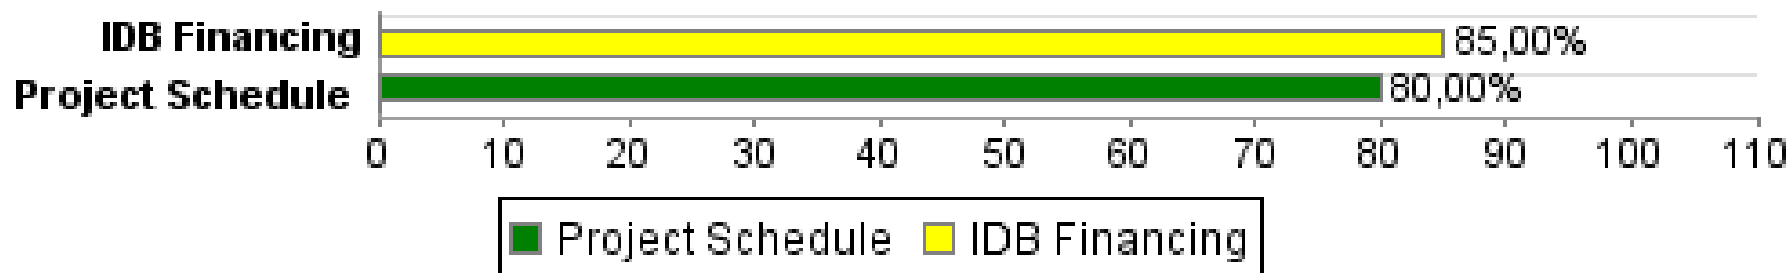 IDB Financing 85,00%
Project Schedule 80,00%
0 10 20 30 40 50 60 70 80 90 100 110
Project Schedule IDB Financing